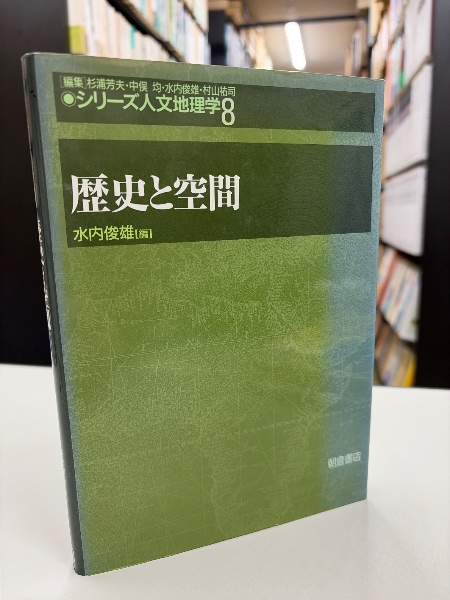 [編集]杉浦芳夫・中俣 均・水内俊雄・村山祐司
●シリーズ人文地理学8
歴史と空間
水内俊雄[編]
朝倉書店